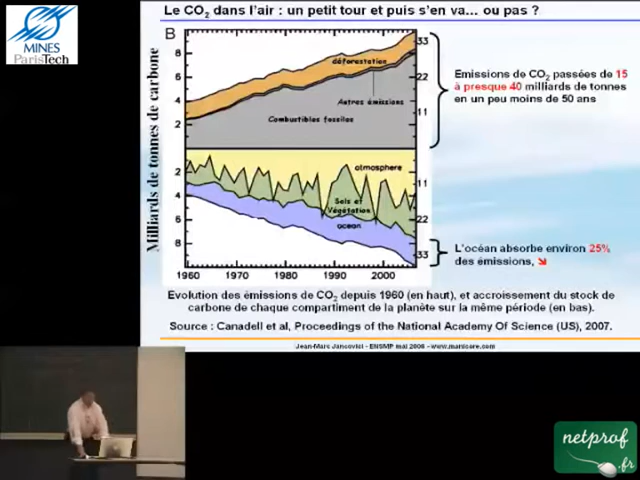 MINES
ParisTech
Le CO2 dans l'air : un petit tour et puis s'en va... ou pas ?
B
Milliards de tonnes de carbone
8
6
4
2
2
4
6
8
33
22
11
11
22
33
déforestation
Autres émissions
Combustibles fossiles
atmosphere
Sols et
Végétation
ocean
1960 1970 1980 1990 2000
Emissions de CO2 passées de 15
à presque 40 milliards de tonnes
en un peu moins de 50 ans
L'océan absorbe environ 25%
des émissions, ↘
Evolution des émissions de CO2 depuis 1960 (en haut), et accroissement du stock de
carbone de chaque compartiment de la planète sur la même période (en bas).
Source : Canadell et al, Proceedings of the National Academy Of Science (US), 2007.
Jean-Marc Jancovici - ENSMP mai 2008 - www.manicore.com
netprof
.fr